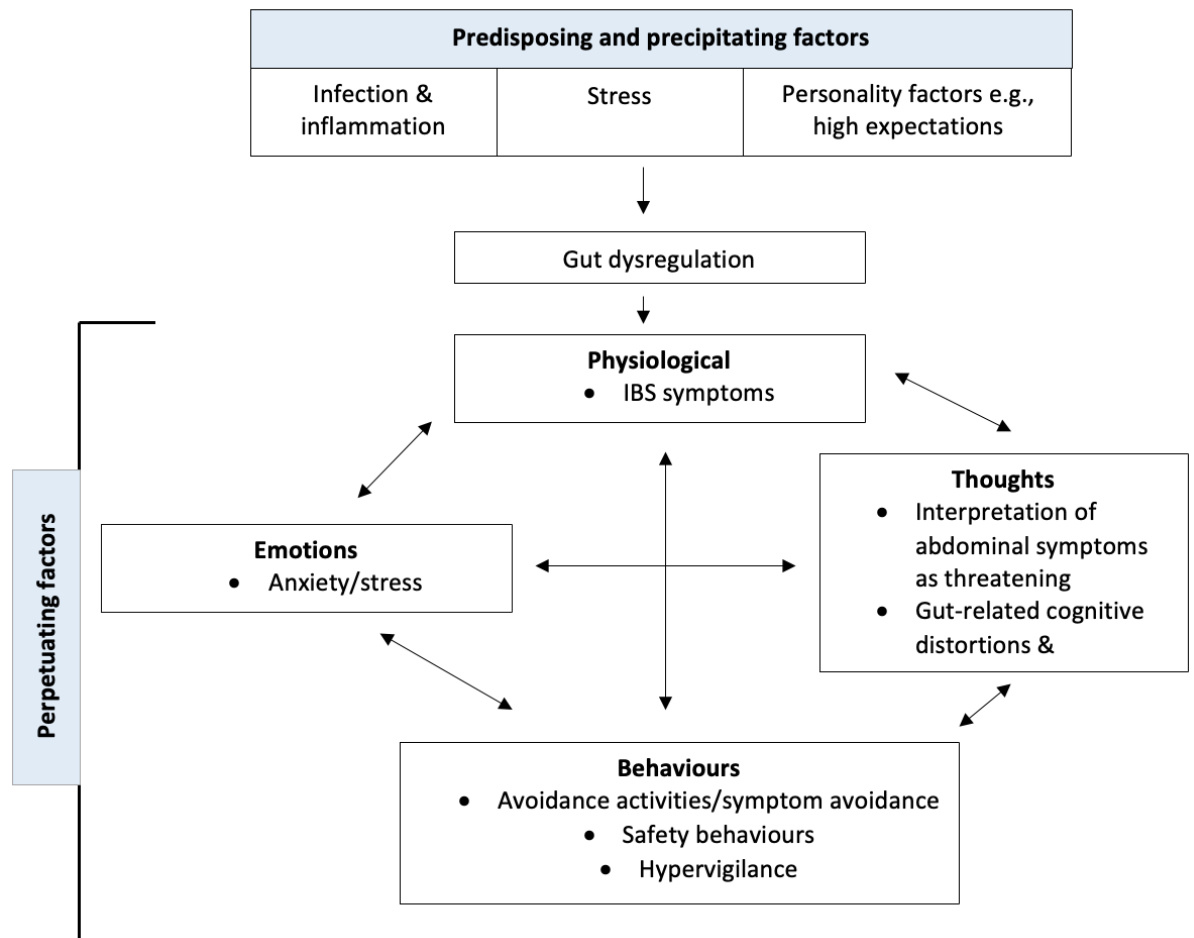 Predisposing and precipitating factors
Infection &
inflammation
Stress
Personality factors e.g.,
high expectations
Gut dysregulation
Physiological
• IBS symptoms
Thoughts
• Interpretation of
abdominal symptoms
as threatening
• Gut-related cognitive
distortions &
Emotions
• Anxiety/stress
Perpetuating factors
Behaviours
• Avoidance activities/symptom avoidance
• Safety behaviours
• Hypervigilance